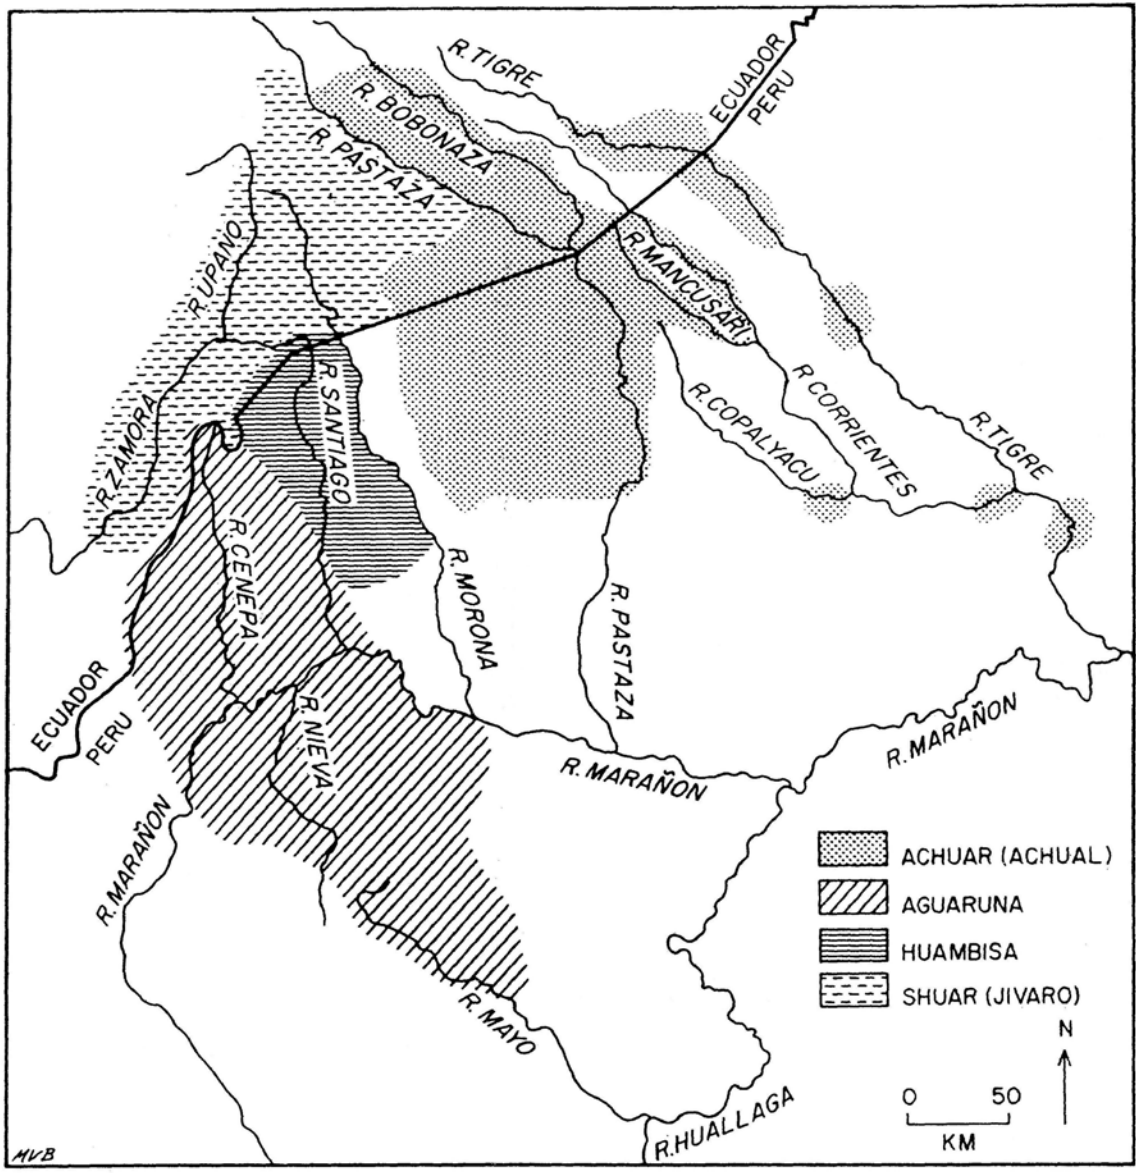 R. TIGRE
ECUADOR
PERU
R. BOBONAZA
R. PASTAZA
R. UPANO
R. MANCUSARI
R. ZAMORA
R. SANTIAGO
R. COPALYACU
R CORRIENTES
R. TIGRE
R. CENEPA
R. MORONA
R. PASTAZA
ECUADOR
PERU
R. NIEVA
R. MARAÑON
R. MARAÑON
R. MARAÑON
ACHUAR (ACHUAL)
AGUARUNA
HUAMBISA
SHUAR (JIVARO)
R. MAYO
N
0 50
KM
R. HUALLAGA
MVB